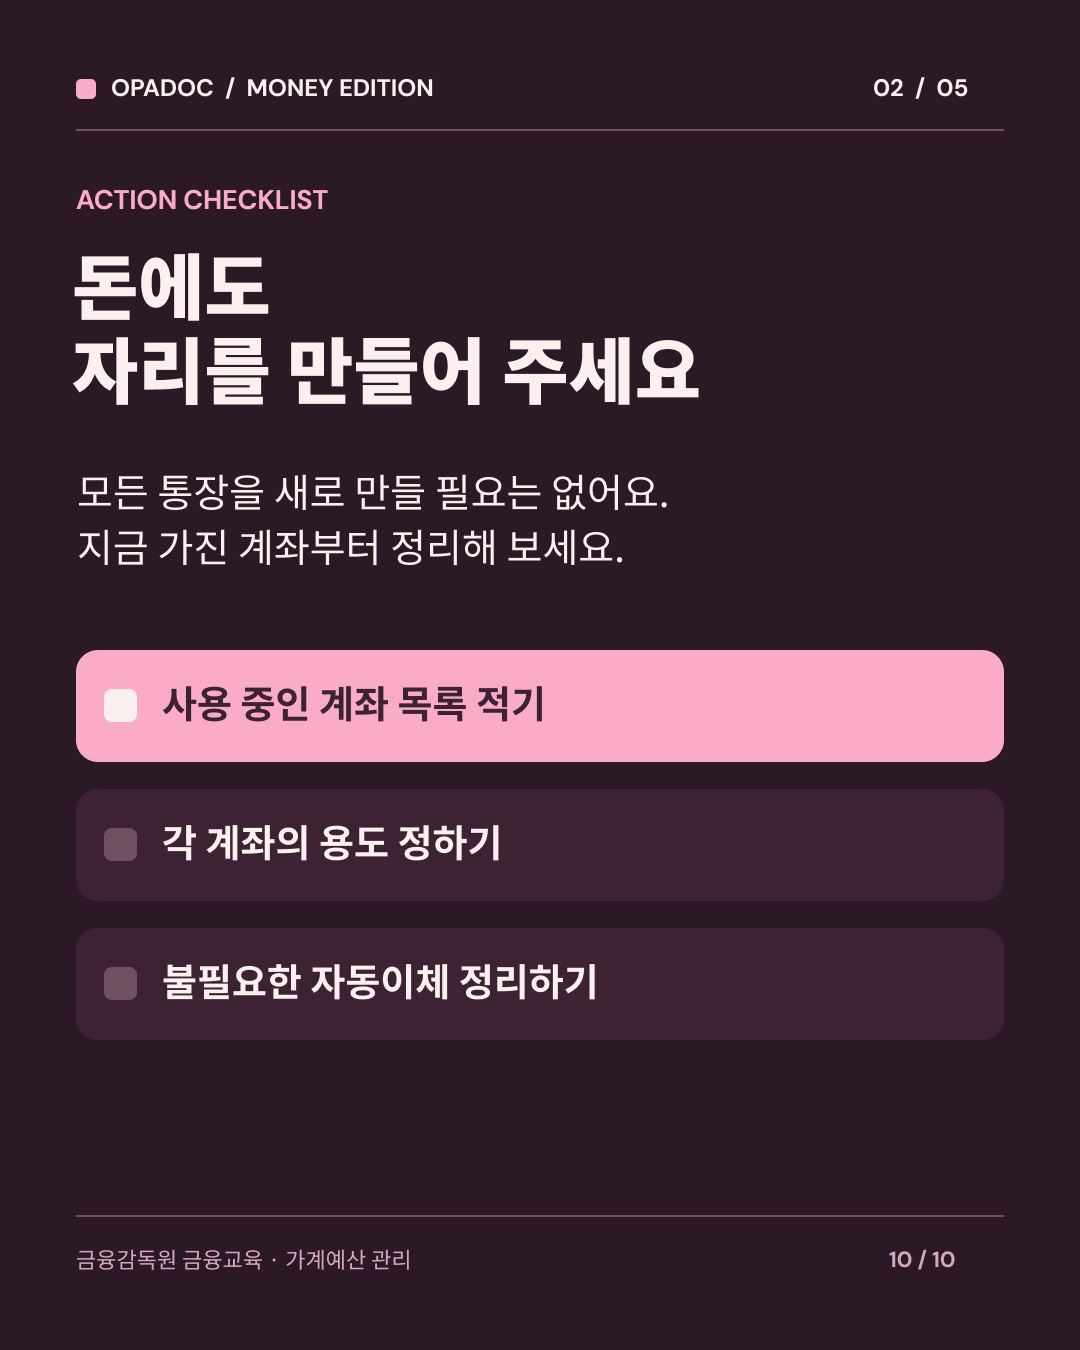 OPADOC / MONEY EDITION
02 / 05
ACTION CHECKLIST
돈에도
자리를 만들어 주세요
모든 통장을 새로 만들 필요는 없어요.
지금 가진 계좌부터 정리해 보세요.
사용 중인 계좌 목록 적기
각 계좌의 용도 정하기
불필요한 자동이체 정리하기
금융감독원 금융교육 · 가계예산 관리
10 / 10